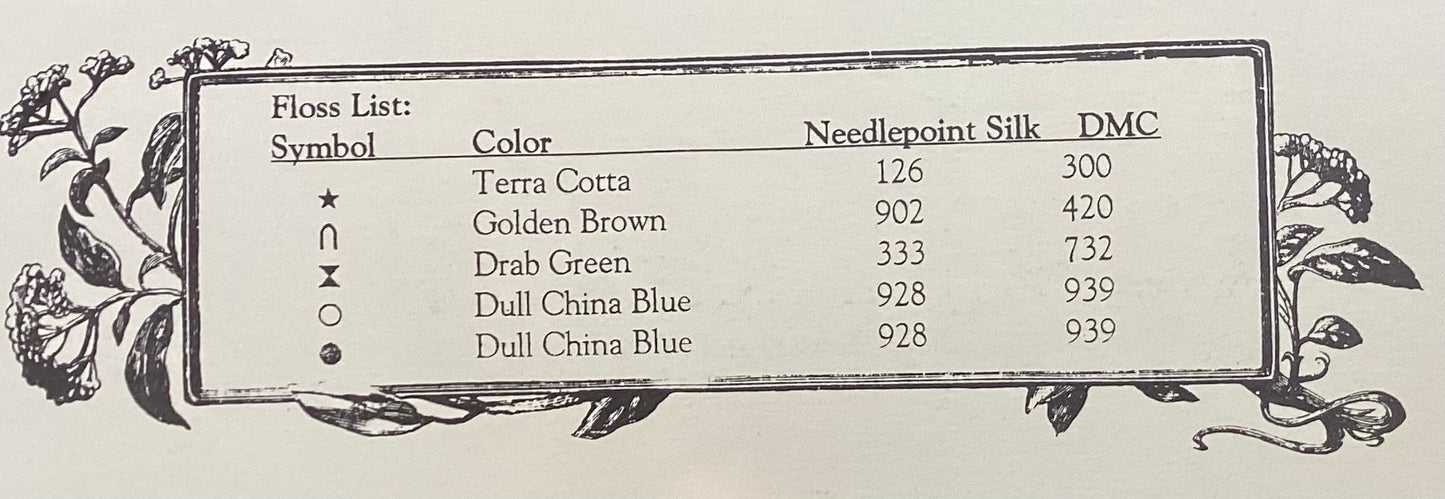 Floss List:
Symbol Color Needlepoint Silk DMC
★ Terra Cotta 126 300
∩ Golden Brown 902 420
⧗ Drab Green 333 732
○ Dull China Blue 928 939
● Dull China Blue 928 939